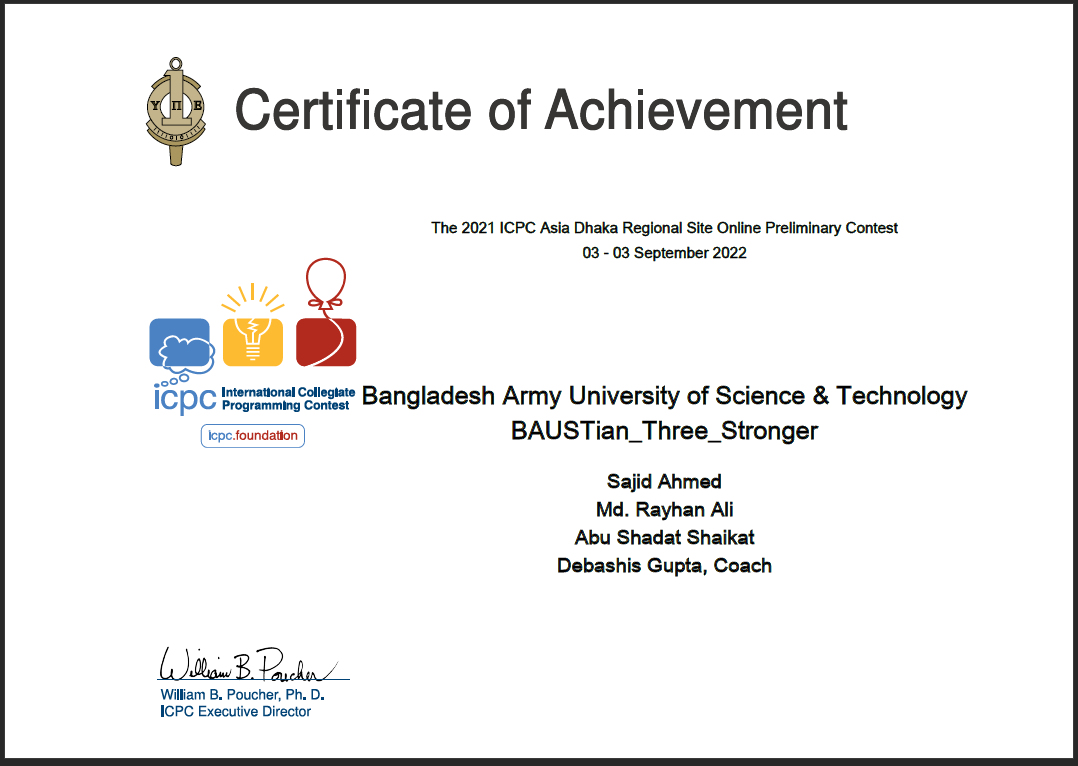 Υ Π Ε
Certificate of Achievement
The 2021 ICPC Asia Dhaka Regional Site Online Preliminary Contest
03 - 03 September 2022
icpc International Collegiate
Programming Contest
icpc.foundation
Bangladesh Army University of Science & Technology
BAUSTian_Three_Stronger
Sajid Ahmed
Md. Rayhan Ali
Abu Shadat Shaikat
Debashis Gupta, Coach
William B. Poucher
William B. Poucher, Ph. D.
ICPC Executive Director